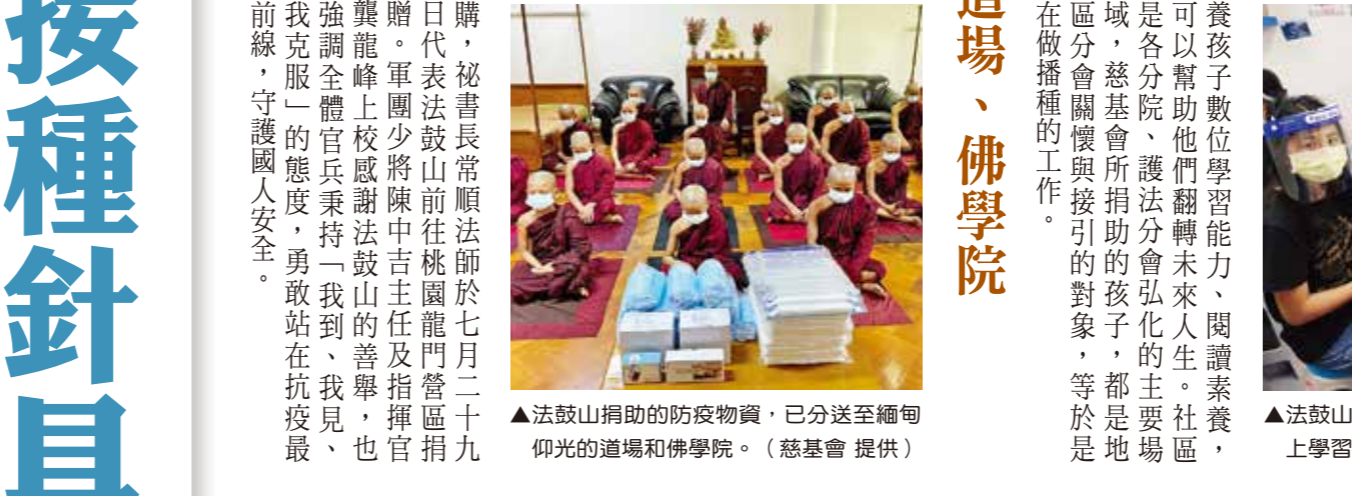 養孩子數位學習能力、閱讀素養，
可以幫助他們翻轉未來人生。社區
是各分院、護法分會弘化的主要場
域，慈基會所捐助的孩子，都是地
區分會關懷與接引的對象，等於是
在做播種的工作。
道場、佛學院
▲法鼓山
上學習
▲法鼓山捐助的防疫物資，已分送至緬甸
仰光的道場和佛學院。（慈基會 提供）
購，祕書長常順法師於七月二十九
日代表法鼓山前往桃園龍門營區捐
贈。軍團少將陳中吉主任及指揮官
龔龍峰上校感謝法鼓山的善舉，也
強調全體官兵秉持「我到、我見、
我克服」的態度，勇敢站在抗疫最
前線，守護國人安全。
接種針具